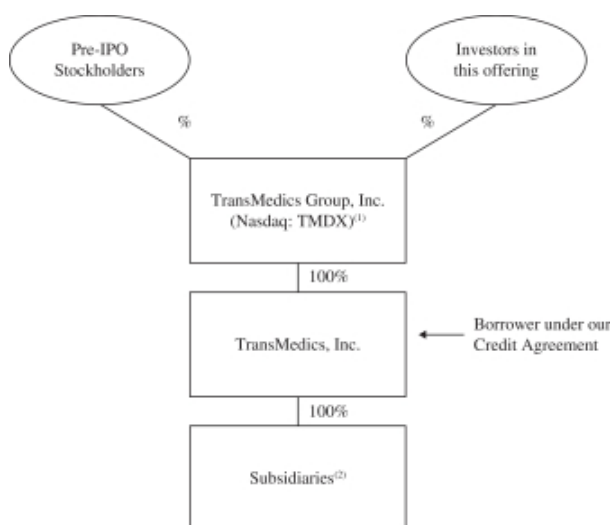 Pre-IPO
Stockholders
Investors in
this offering
%
%
TransMedics Group, Inc.
(Nasdaq: TMDX)(1)
100%
TransMedics, Inc.
Borrower under our
Credit Agreement
100%
Subsidiaries(2)